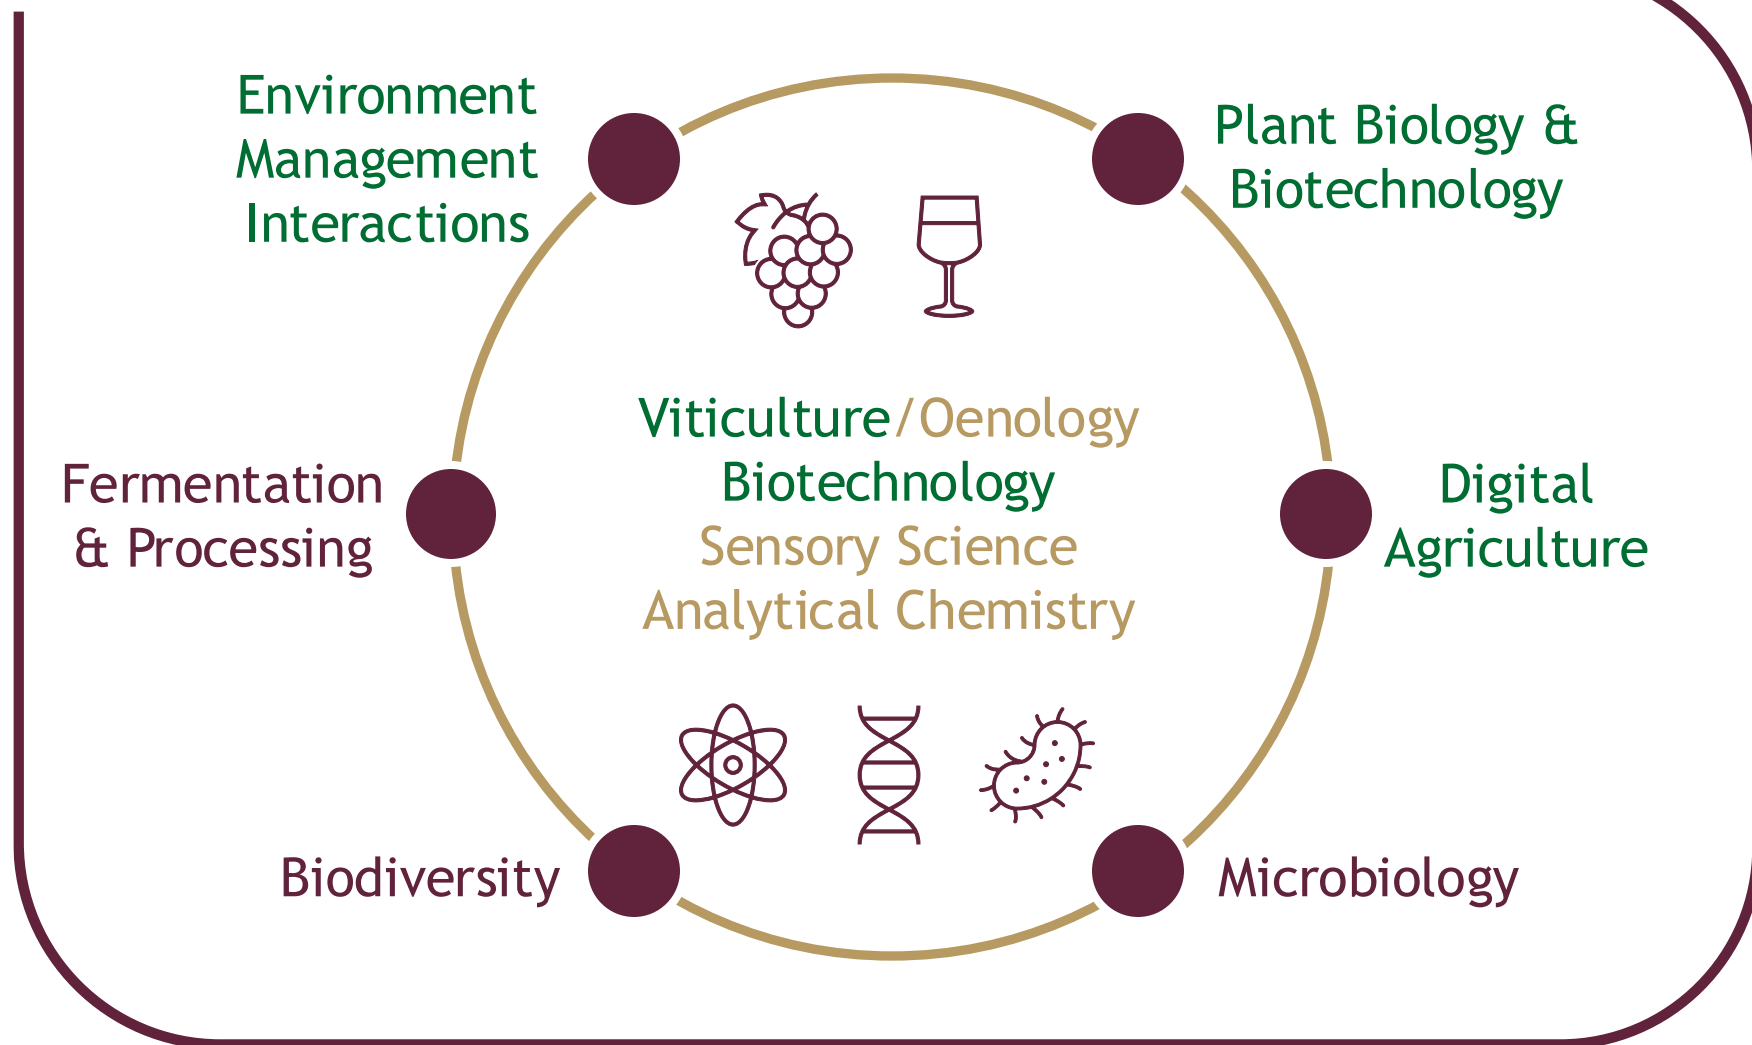 Environment
Management
Interactions
Plant Biology &
Biotechnology
Viticulture/Oenology
Biotechnology
Sensory Science
Analytical Chemistry
Fermentation
& Processing
Digital
Agriculture
Biodiversity
Microbiology